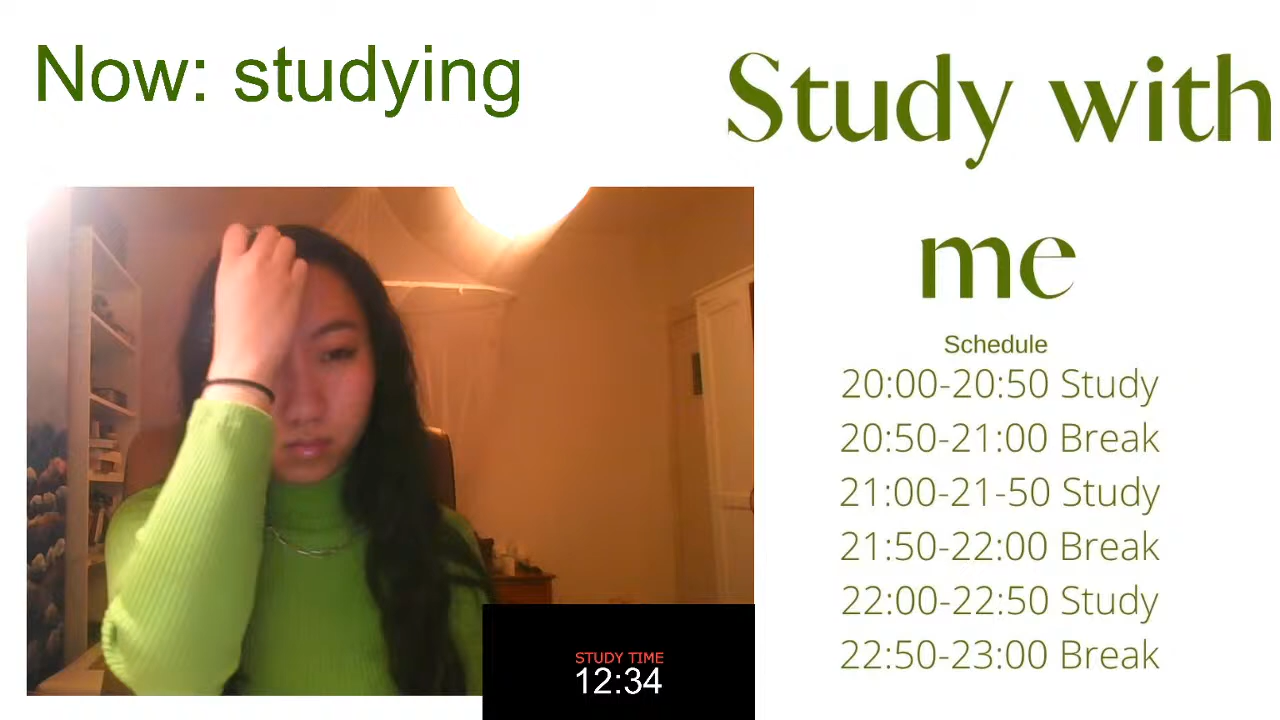 Now: studying
Study with
me
Schedule
20:00-20:50 Study
20:50-21:00 Break
21:00-21-50 Study
21:50-22:00 Break
22:00-22:50 Study
22:50-23:00 Break
STUDY TIME
12:34